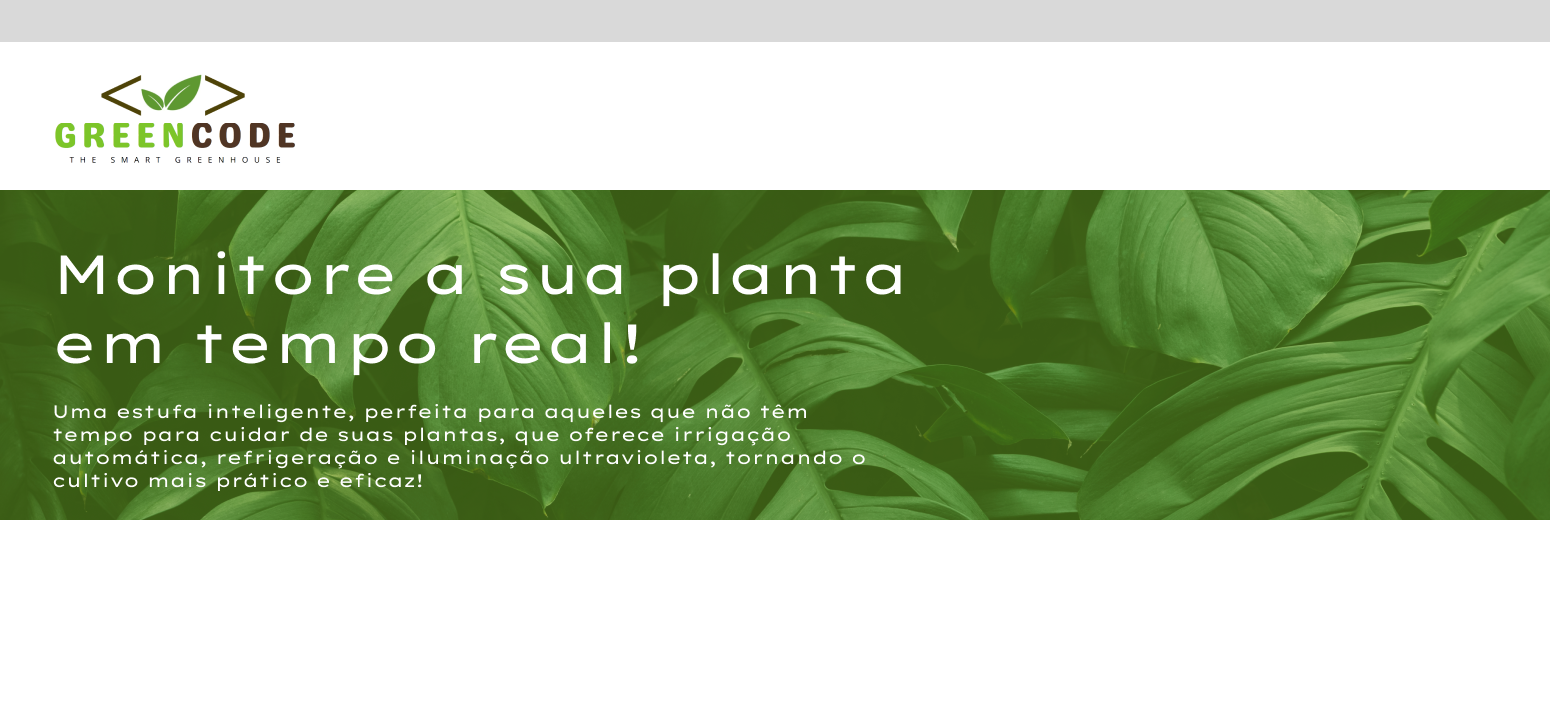 GREENCODE
THE SMART GREENHOUSE
Monitore a sua planta
em tempo real!
Uma estufa inteligente, perfeita para aqueles que não têm
tempo para cuidar de suas plantas, que oferece irrigação
automática, refrigeração e iluminação ultravioleta, tornando o
cultivo mais prático e eficaz!